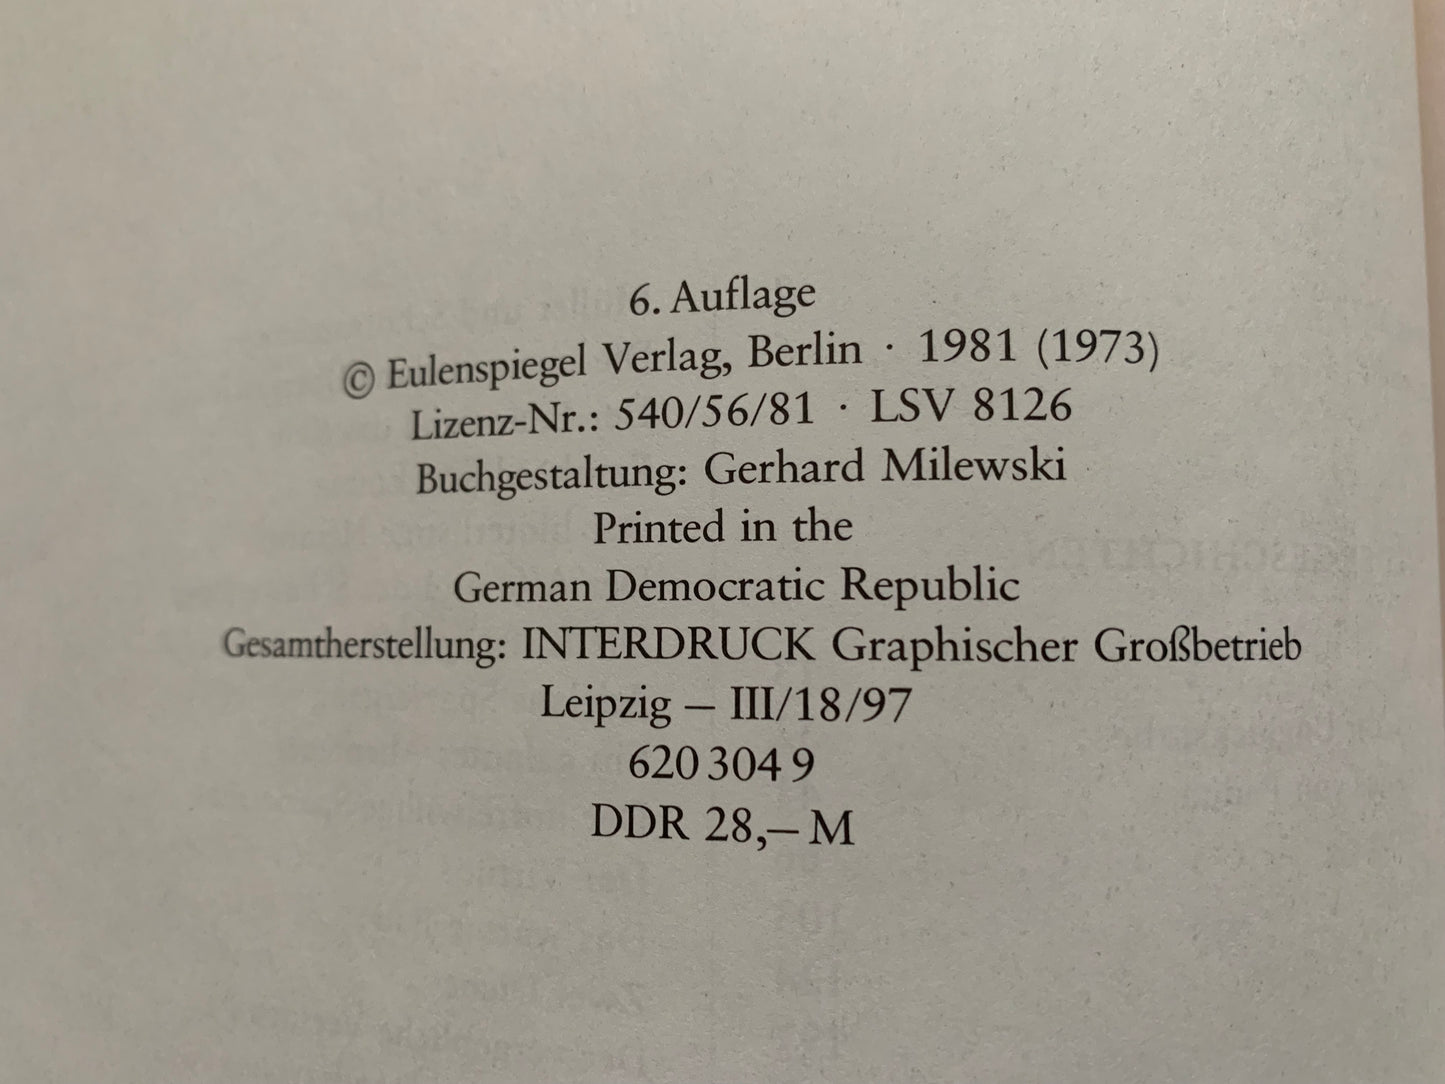 6. Auflage
© Eulenspiegel Verlag, Berlin · 1981 (1973)
Lizenz-Nr.: 540/56/81 · LSV 8126
Buchgestaltung: Gerhard Milewski
Printed in the
German Democratic Republic
Gesamtherstellung: INTERDRUCK Graphischer Großbetrieb
Leipzig – III/18/97
620 304 9
DDR 28,– M